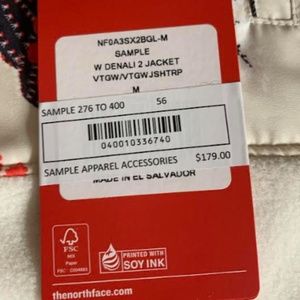 NF0A3SX2BGL-M
SAMPLE
W DENALI 2 JACKET
VTGW/VTGWJSHTRP
M
SAMPLE 276 TO 400 56
040010336740
SAMPLE APPAREL ACCESSORIES $179.00
MADE IN EL SALVADOR
FSC
MIX
Paper
PRINTED WITH
SOY INK
thenorthface.com